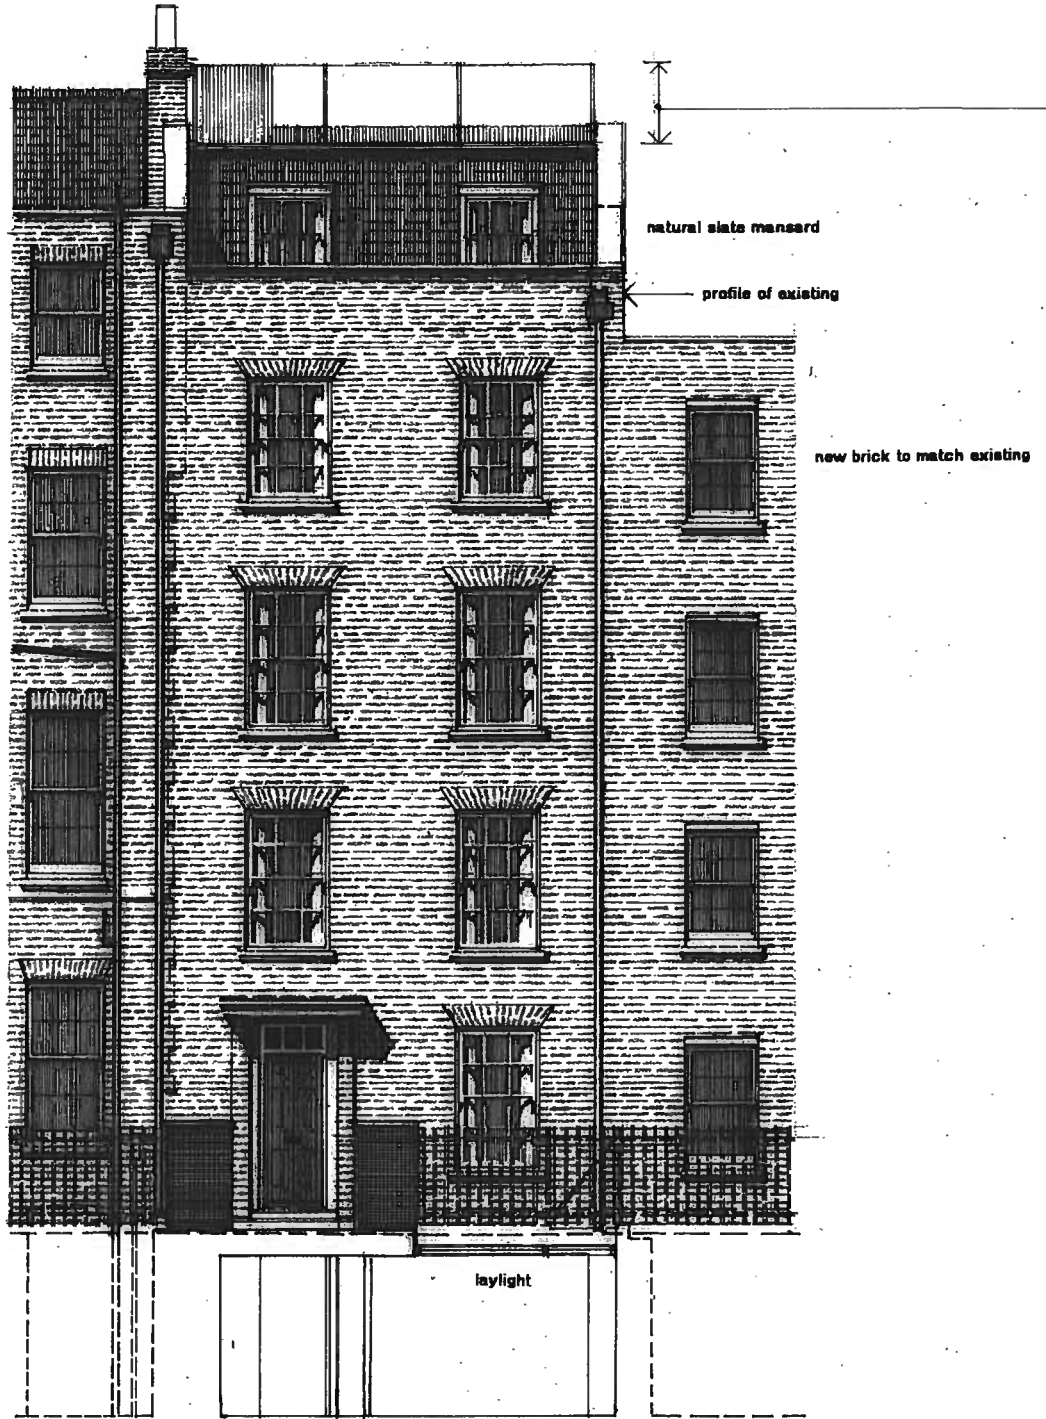 natural slate mansard
profile of existing
new brick to match existing
laylight